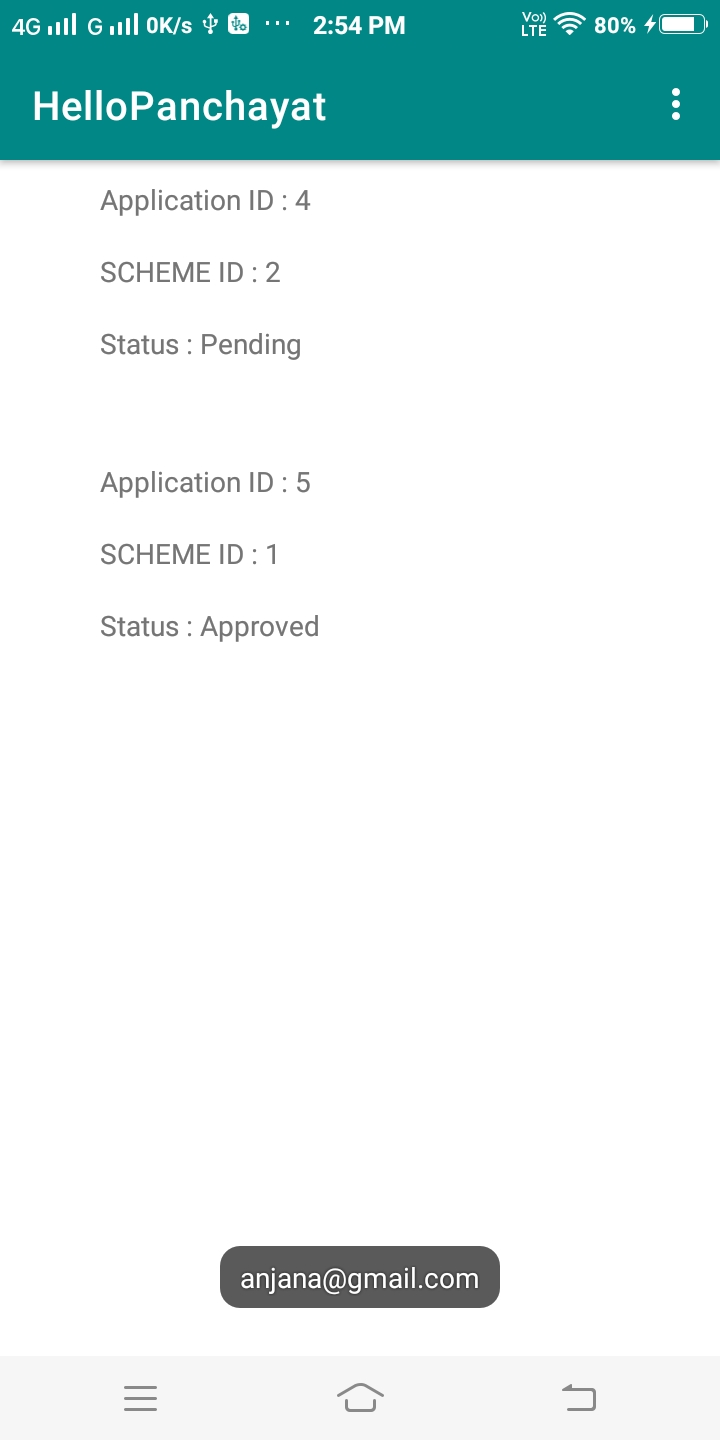 4G G 0K/s ... 2:54 PM Vo)) LTE 80%
HelloPanchayat
Application ID : 4
SCHEME ID : 2
Status : Pending
Application ID : 5
SCHEME ID : 1
Status : Approved
anjana@gmail.com